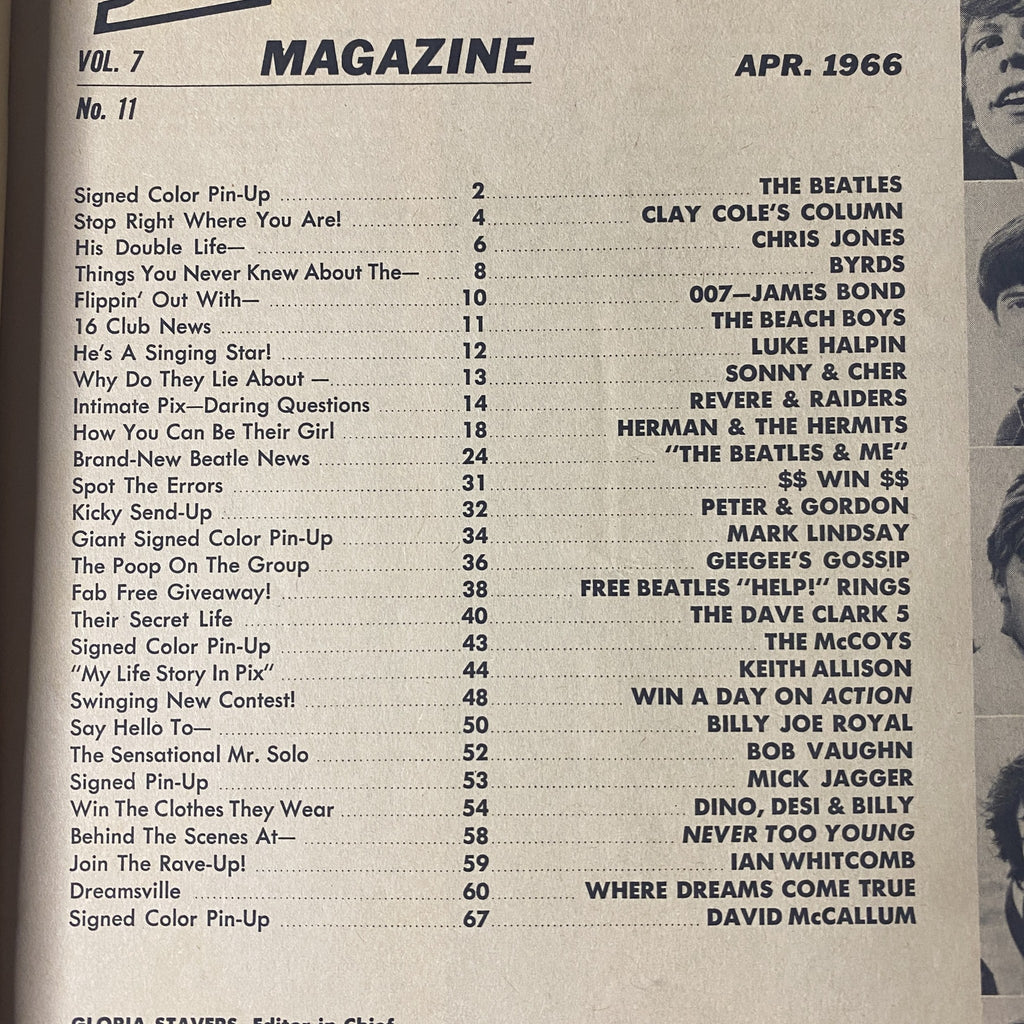 MAGAZINE
VOL. 7
APR. 1966
No. 11
Signed Color Pin-Up 2 THE BEATLES
Stop Right Where You Are! 4 CLAY COLE'S COLUMN
His Double Life— 6 CHRIS JONES
Things You Never Knew About The— 8 BYRDS
Flippin' Out With— 10 007—JAMES BOND
16 Club News 11 THE BEACH BOYS
He's A Singing Star! 12 LUKE HALPIN
Why Do They Lie About — 13 SONNY & CHER
Intimate Pix—Daring Questions 14 REVERE & RAIDERS
How You Can Be Their Girl 18 HERMAN & THE HERMITS
Brand-New Beatle News 24 "THE BEATLES & ME"
Spot The Errors 31 $$ WIN $$
Kicky Send-Up 32 PETER & GORDON
Giant Signed Color Pin-Up 34 MARK LINDSAY
The Poop On The Group 36 GEEGEE'S GOSSIP
Fab Free Giveaway! 38 FREE BEATLES "HELP!" RINGS
Their Secret Life 40 THE DAVE CLARK 5
Signed Color Pin-Up 43 THE McCOYS
"My Life Story In Pix" 44 KEITH ALLISON
Swinging New Contest! 48 WIN A DAY ON ACTION
Say Hello To— 50 BILLY JOE ROYAL
The Sensational Mr. Solo 52 BOB VAUGHN
Signed Pin-Up 53 MICK JAGGER
Win The Clothes They Wear 54 DINO, DESI & BILLY
Behind The Scenes At— 58 NEVER TOO YOUNG
Join The Rave-Up! 59 IAN WHITCOMB
Dreamsville 60 WHERE DREAMS COME TRUE
Signed Color Pin-Up 67 DAVID McCALLUM
GLORIA STAVERS, Editor in Chief